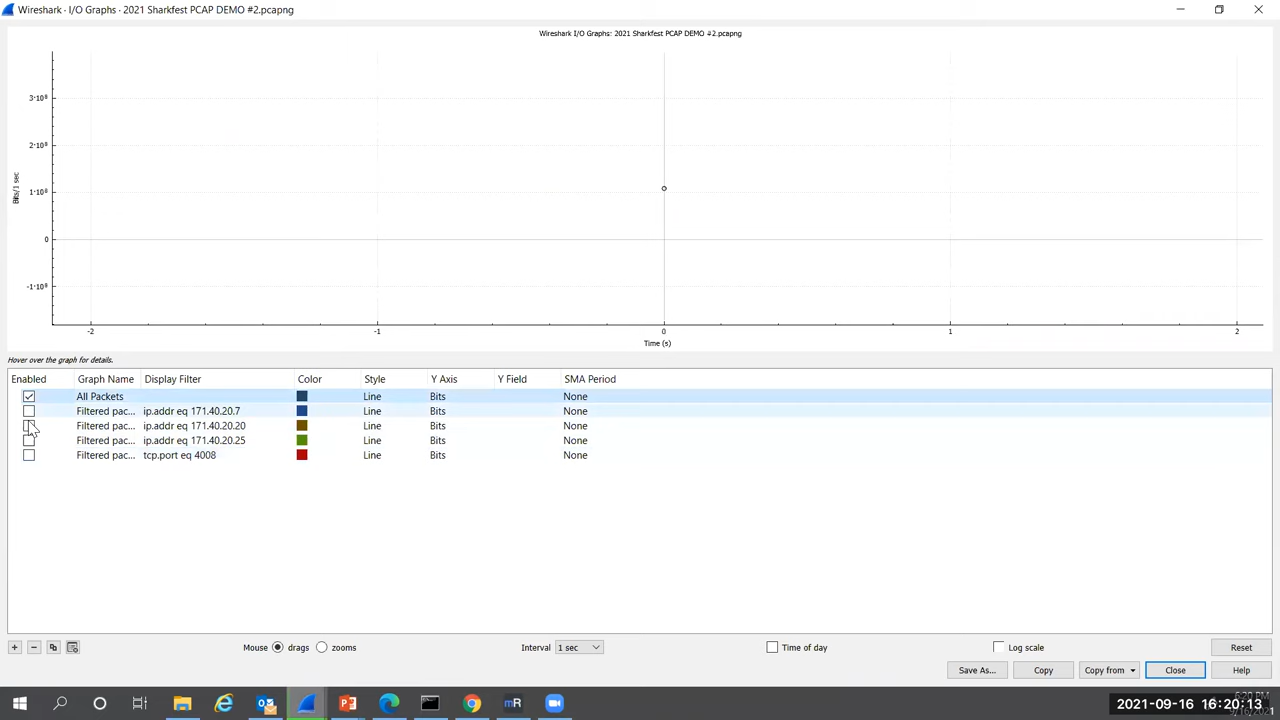 Wireshark · I/O Graphs · 2021 Sharkfest PCAP DEMO #2.pcapng
Wireshark I/O Graphs: 2021 Sharkfest PCAP DEMO #2.pcapng
3·10⁸
2·10⁸
1·10⁸
0
-1·10⁸
Bits/1 sec
-2 -1 0 1 2
Time (s)
Hover over the graph for details.
Enabled Graph Name Display Filter Color Style Y Axis Y Field SMA Period
All Packets Line Bits None
Filtered pac... ip.addr eq 171.40.20.7 Line Bits None
Filtered pac... ip.addr eq 171.40.20.20 Line Bits None
Filtered pac... ip.addr eq 171.40.20.25 Line Bits None
Filtered pac... tcp.port eq 4008 Line Bits None
Mouse drags zooms Interval 1 sec Time of day Log scale Reset
Save As... Copy Copy from Close Help
mR
2021-09-16 16:20:13